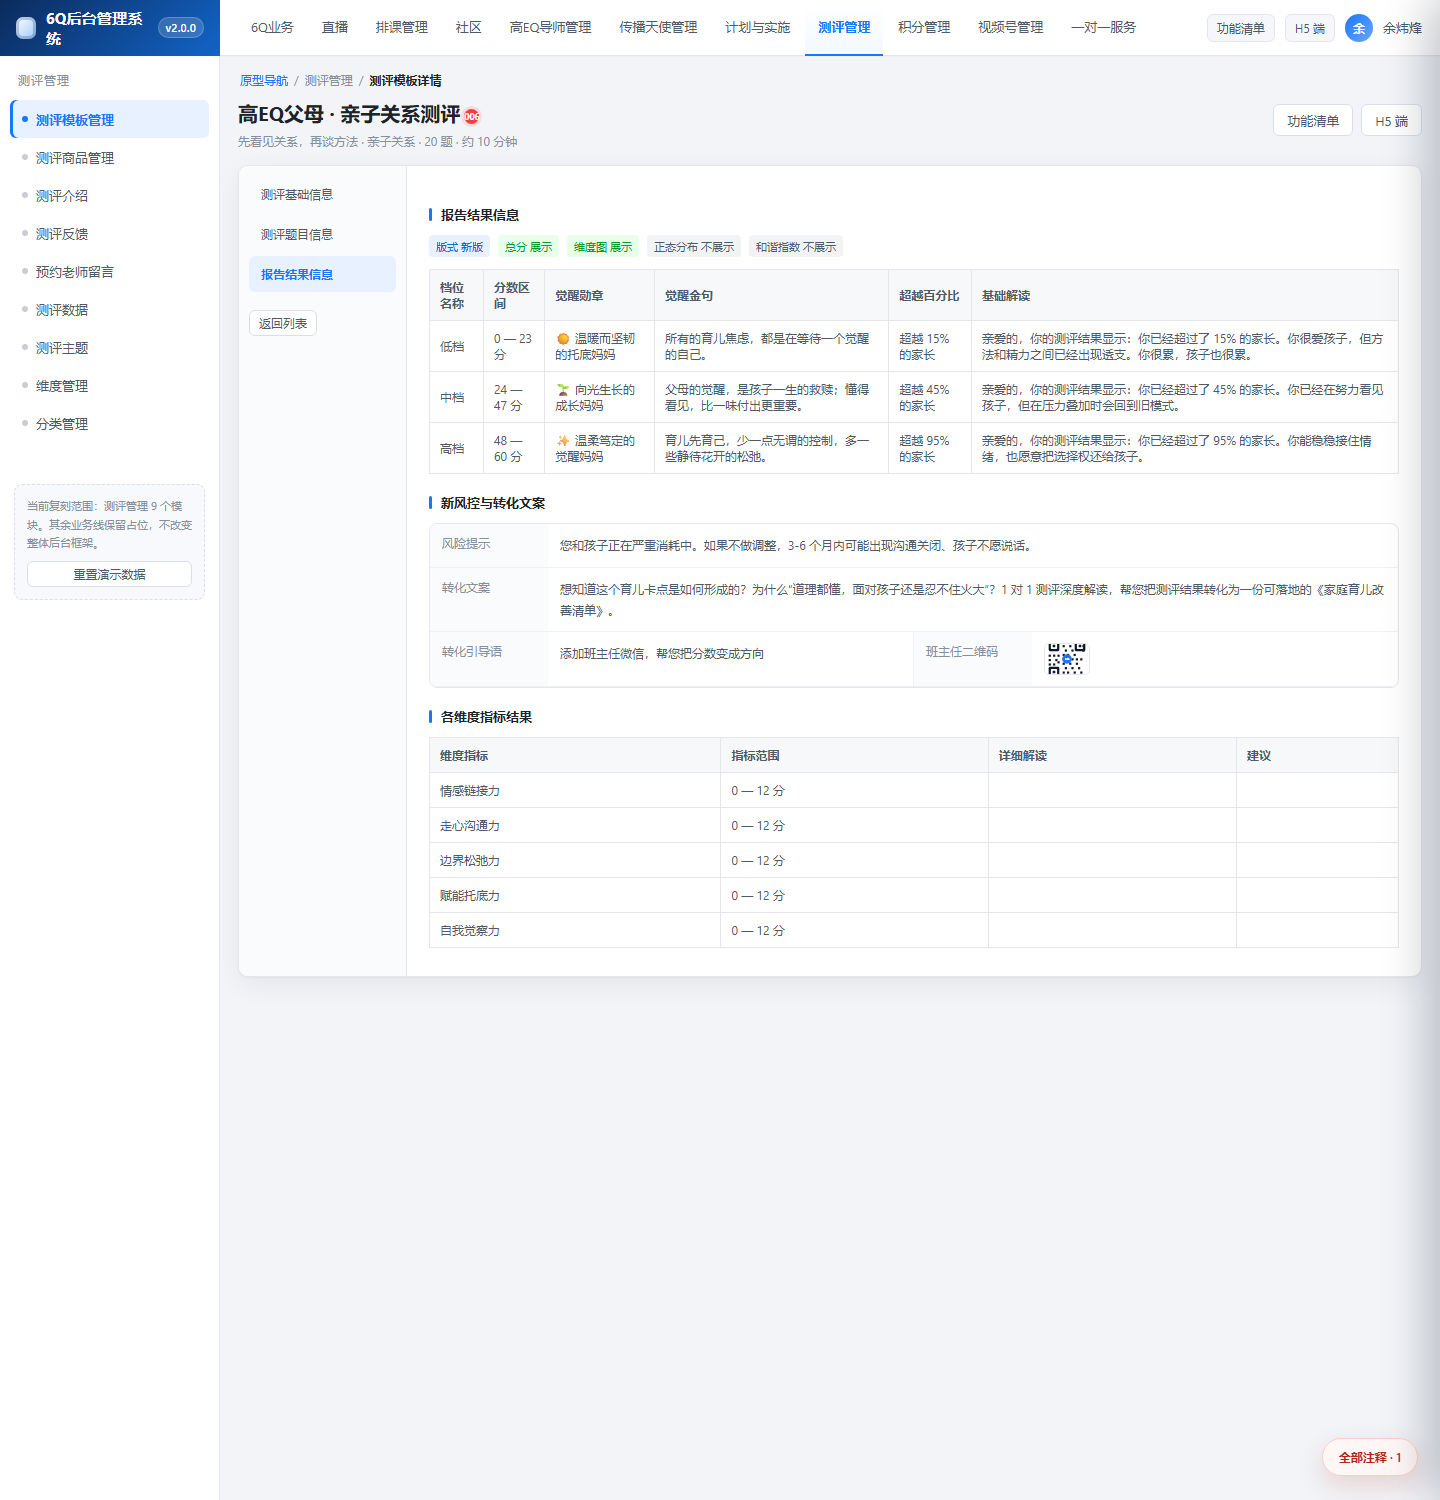 6Q后台管理系统
v2.0.0
6Q业务
直播
排课管理
社区
高EQ导师管理
传播天使管理
计划与实施
测评管理
积分管理
视频号管理
一对一服务
功能清单
H5 端
余
余炜烽
测评管理
测评模板管理
测评商品管理
测评介绍
测评反馈
预约老师留言
测评数据
测评主题
维度管理
分类管理
当前复刻范围：测评管理 9 个模
块。其余业务线保留占位，不改变
整体后台框架。
重置演示数据
原型导航 / 测评管理 / 测评模板详情
高EQ父母 · 亲子关系测评
006
先看见关系，再谈方法 · 亲子关系 · 20 题 · 约 10 分钟
功能清单
H5 端
测评基础信息
测评题目信息
报告结果信息
返回列表
报告结果信息
版式 新版
总分 展示
维度图 展示
正态分布 不展示
和谐指数 不展示
档位名称 分数区间 觉醒勋章 觉醒金句 超越百分比 基础解读
低档 0 — 23 分 温暖而坚韧的托底妈妈 所有的育儿焦虑，都是在等待一个觉醒的自己。 超越 15% 的家长 亲爱的，你的测评结果显示：你已经超过了 15% 的家长。你很爱孩子，但方法和精力之间已经出现透支。你很累，孩子也很累。
中档 24 — 47 分 向光生长的成长妈妈 父母的觉醒，是孩子一生的救赎；懂得看见，比一味付出更重要。 超越 45% 的家长 亲爱的，你的测评结果显示：你已经超过了 45% 的家长。你已经在努力看见孩子，但在压力叠加时会回到旧模式。
高档 48 — 60 分 温柔笃定的觉醒妈妈 育儿先育己，少一点无谓的控制，多一些静待花开的松弛。 超越 95% 的家长 亲爱的，你的测评结果显示：你已经超过了 95% 的家长。你能稳稳接住情绪，也愿意把选择权还给孩子。
新风控与转化文案
风险提示 您和孩子正在严重消耗中。如果不做调整，3-6 个月内可能出现沟通关闭、孩子不愿说话。
转化文案 想知道这个育儿卡点是如何形成的？为什么“道理都懂，面对孩子还是忍不住火大”？1 对 1 测评深度解读，帮您把测评结果转化为一份可落地的《家庭育儿改
善清单》。
转化引导语 添加班主任微信，帮您把分数变成方向 班主任二维码
各维度指标结果
维度指标 指标范围 详细解读 建议
情感链接力 0 — 12 分
走心沟通力 0 — 12 分
边界松弛力 0 — 12 分
赋能托底力 0 — 12 分
自我觉察力 0 — 12 分
全部注释 · 1